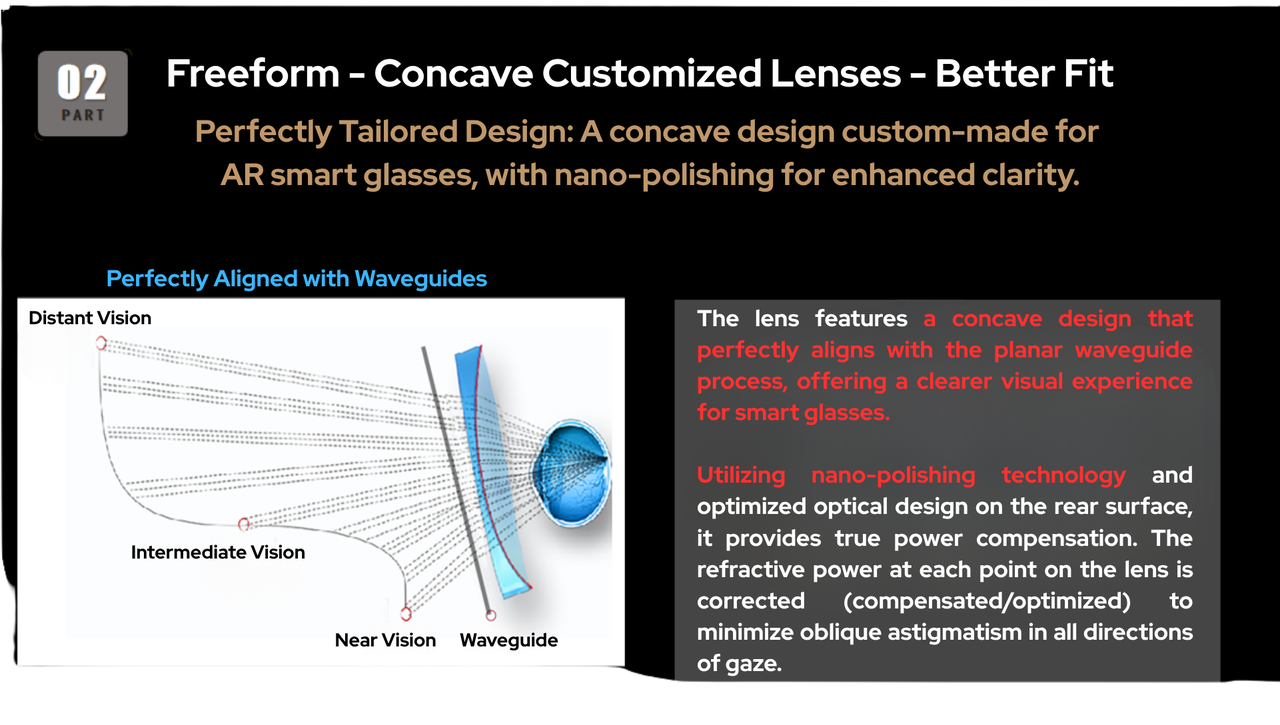 02
PART
Freeform - Concave Customized Lenses - Better Fit
Perfectly Tailored Design: A concave design custom-made for
AR smart glasses, with nano-polishing for enhanced clarity.
Perfectly Aligned with Waveguides
Distant Vision
Intermediate Vision
Near Vision
Waveguide
The lens features a concave design that
perfectly aligns with the planar waveguide
process, offering a clearer visual experience
for smart glasses.
Utilizing nano-polishing technology and
optimized optical design on the rear surface,
it provides true power compensation. The
refractive power at each point on the lens is
corrected (compensated/optimized) to
minimize oblique astigmatism in all directions
of gaze.